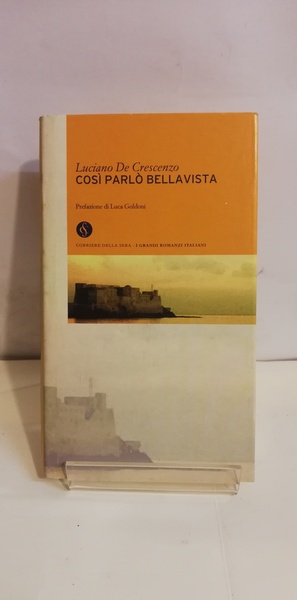 Luciano De Crescenzo
COSÌ PARLÒ BELLAVISTA
Prefazione di Luca Goldoni
CORRIERE DELLA SERA · I GRANDI ROMANZI ITALIANI